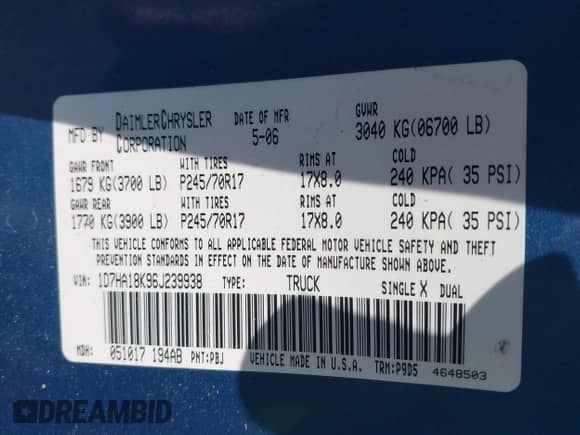 MFD BY DAIMLERCHRYSLER CORPORATION DATE OF MFR 5-06 GVWR 3040 KG(06700 LB)
GAWR FRONT WITH TIRES RIMS AT COLD
1679 KG(3700 LB) P245/70R17 17X8.0 240 KPA( 35 PSI)
GAWR REAR WITH TIRES RIMS AT COLD
1770 KG(3900 LB) P245/70R17 17X8.0 240 KPA( 35 PSI)
THIS VEHICLE CONFORMS TO ALL APPLICABLE FEDERAL MOTOR VEHICLE SAFETY AND THEFT
PREVENTION STANDARDS IN EFFECT ON THE DATE OF MANUFACTURE SHOWN ABOVE.
VIN: 1D7HA18K96J239938 TYPE: TRUCK SINGLE X DUAL
MDH: 051017 194AB PNT:PBJ VEHICLE MADE IN U.S.A. TRM:P9D5 4648503
DREAMBID